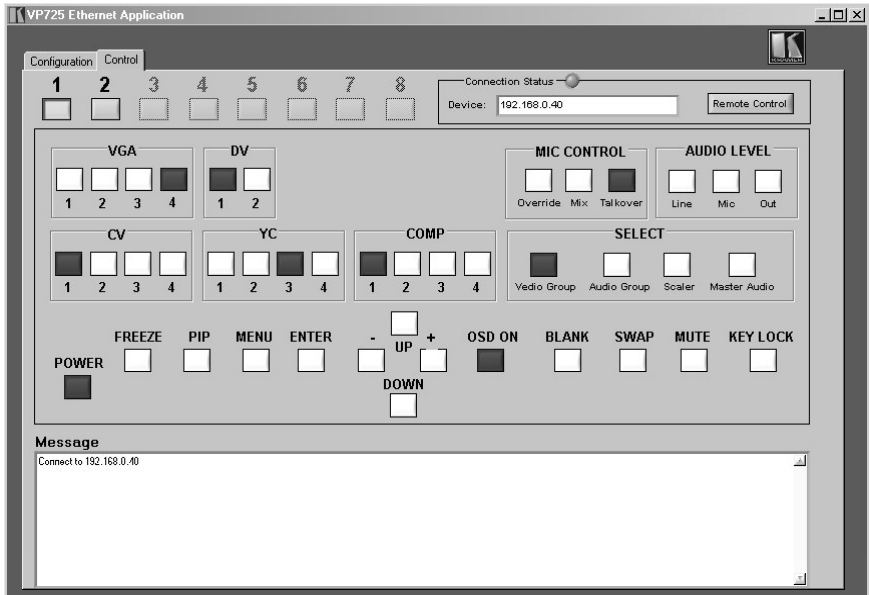 VP725 Ethernet Application
KRAMER
Configuration Control
1 2 3 4 5 6 7 8
Connection Status
Device: 192.168.0.40 Remote Control
VGA DV MIC CONTROL AUDIO LEVEL
Override Mix Talkover Line Mic Out
1 2 3 4 1 2
CV YC COMP SELECT
1 2 3 4 1 2 3 4 1 2 3 4 Vedio Group Audio Group Scaler Master Audio
POWER FREEZE PIP MENU ENTER - UP + OSD ON BLANK SWAP MUTE KEY LOCK
DOWN
Message
Connect to 192.168.0.40